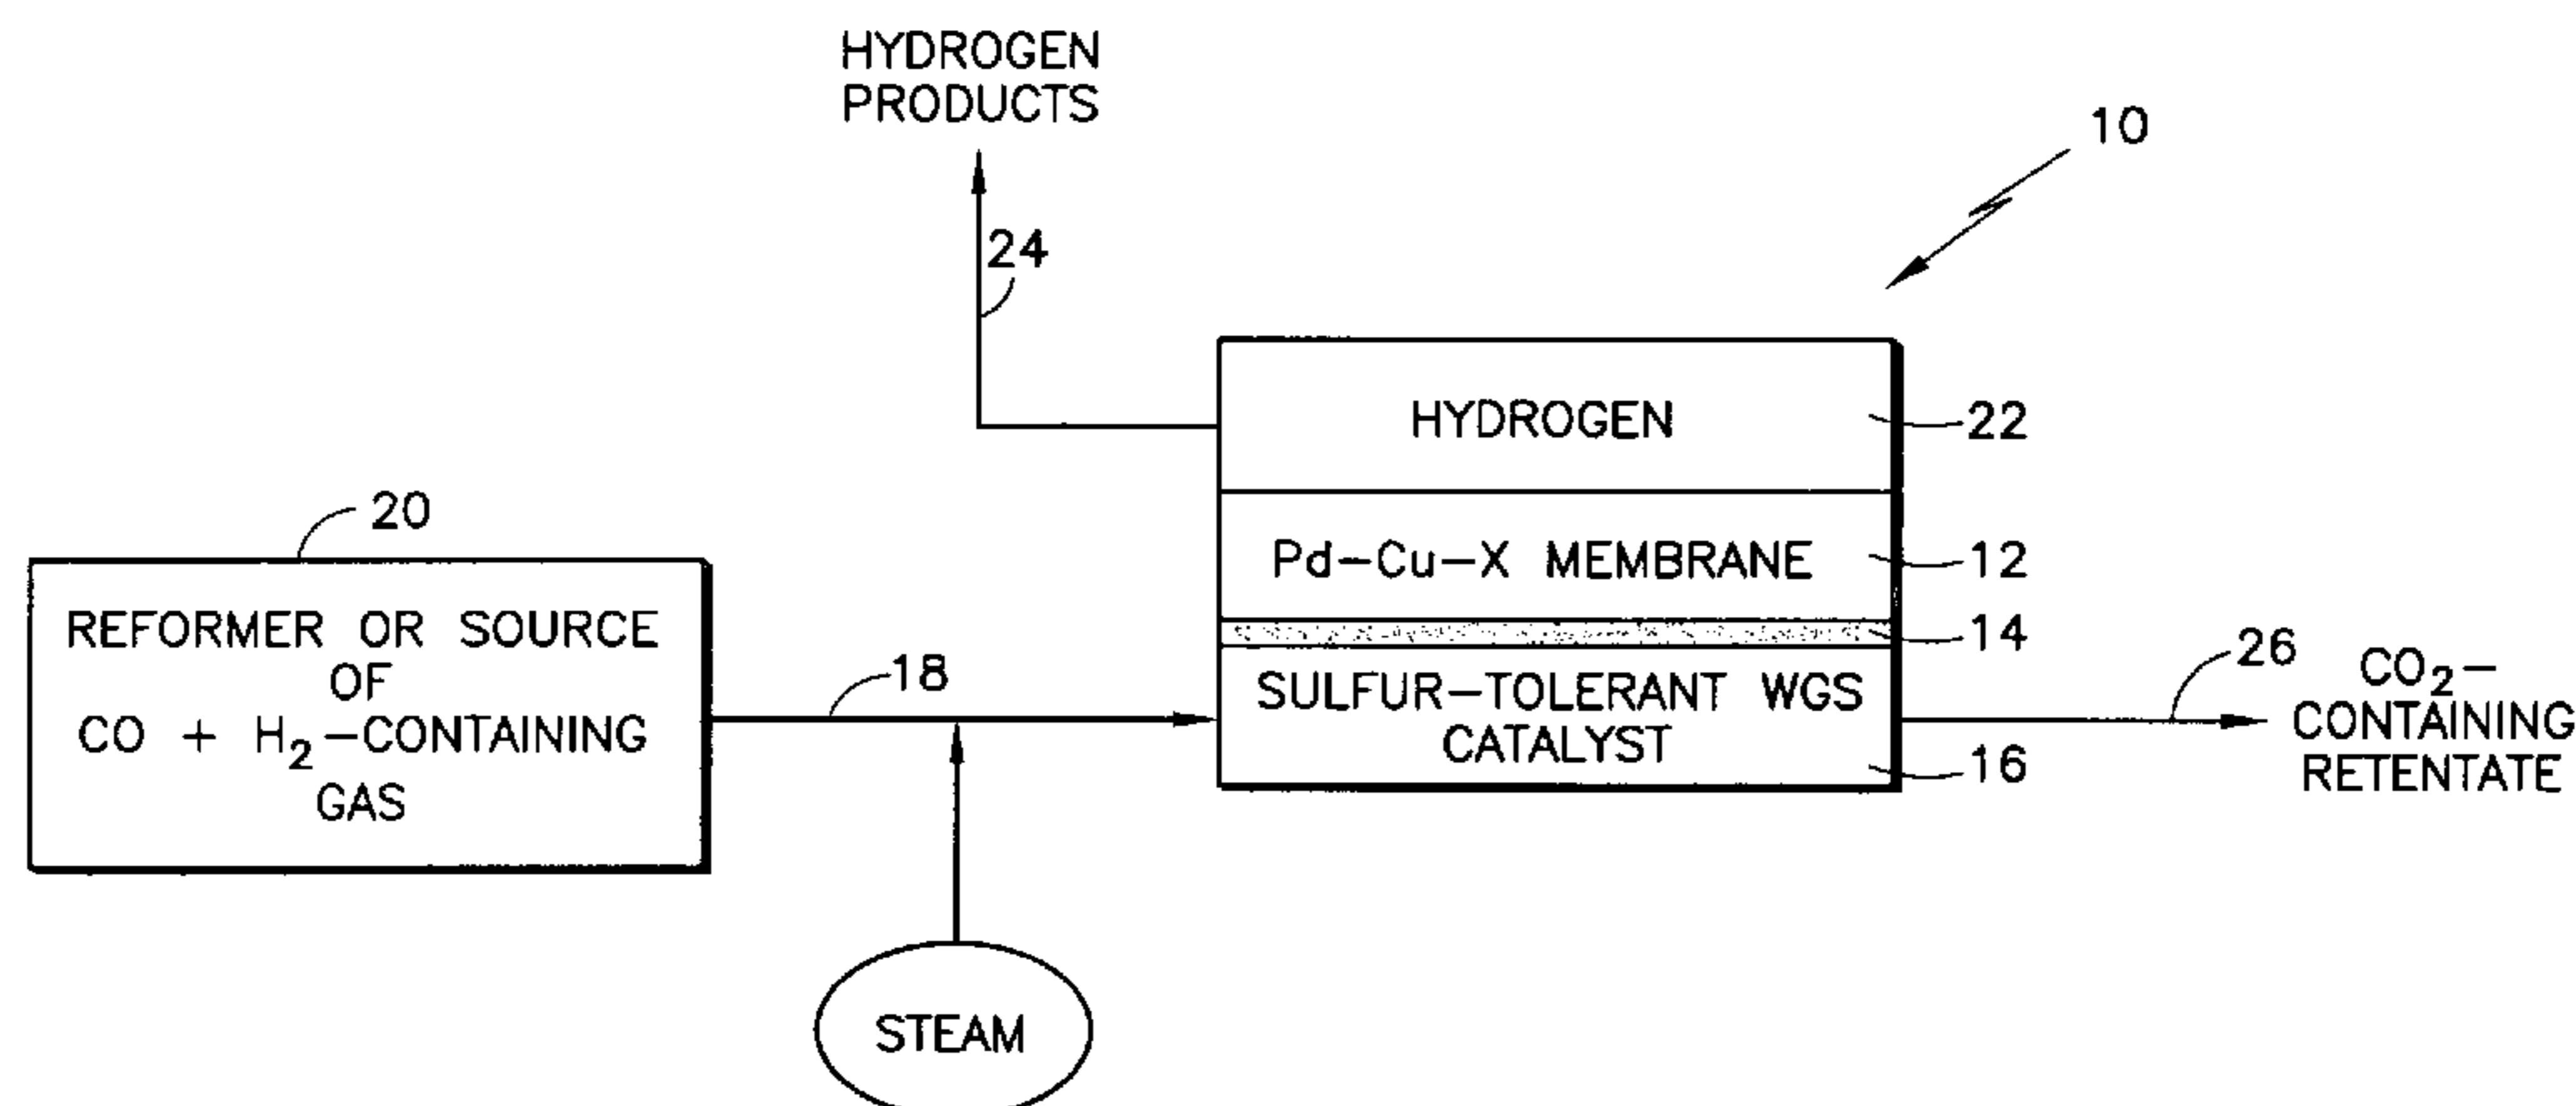 HYDROGEN
PRODUCTS
10
24
HYDROGEN
22
20
Pd-Cu-X MEMBRANE
12
14
REFORMER OR SOURCE
OF
CO + H2-CONTAINING
GAS
18
SULFUR-TOLERANT WGS
CATALYST
16
26
CO2-
CONTAINING
RETENTATE
STEAM